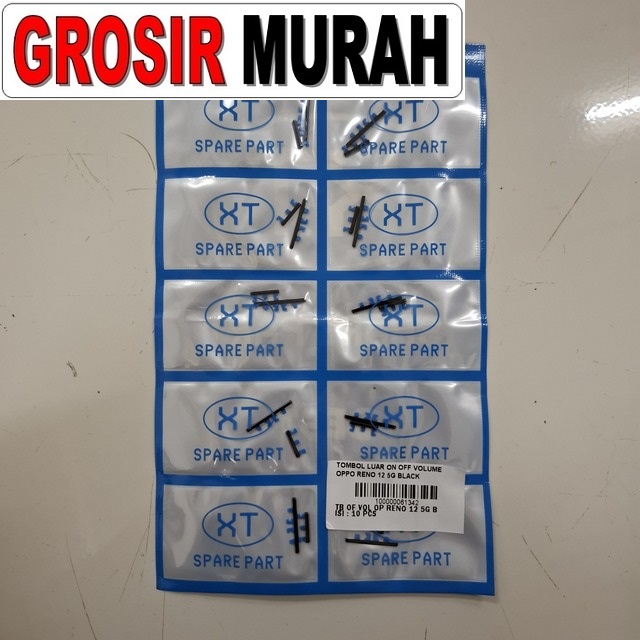 GROSIR MURAH
XT XT
SPARE PART SPARE PART
XT XT
SPARE PART SPARE PART
XT XT
SPARE PART SPARE PART
XT XT
SPARE PART
TOMBOL LUAR ON OFF VOLUME
OPPO RENO 12 5G BLACK
100000061342
TB OF VOL OP RENO 12 5G B
ISI : 10 PCS
XT
SPARE PART SPARE PART